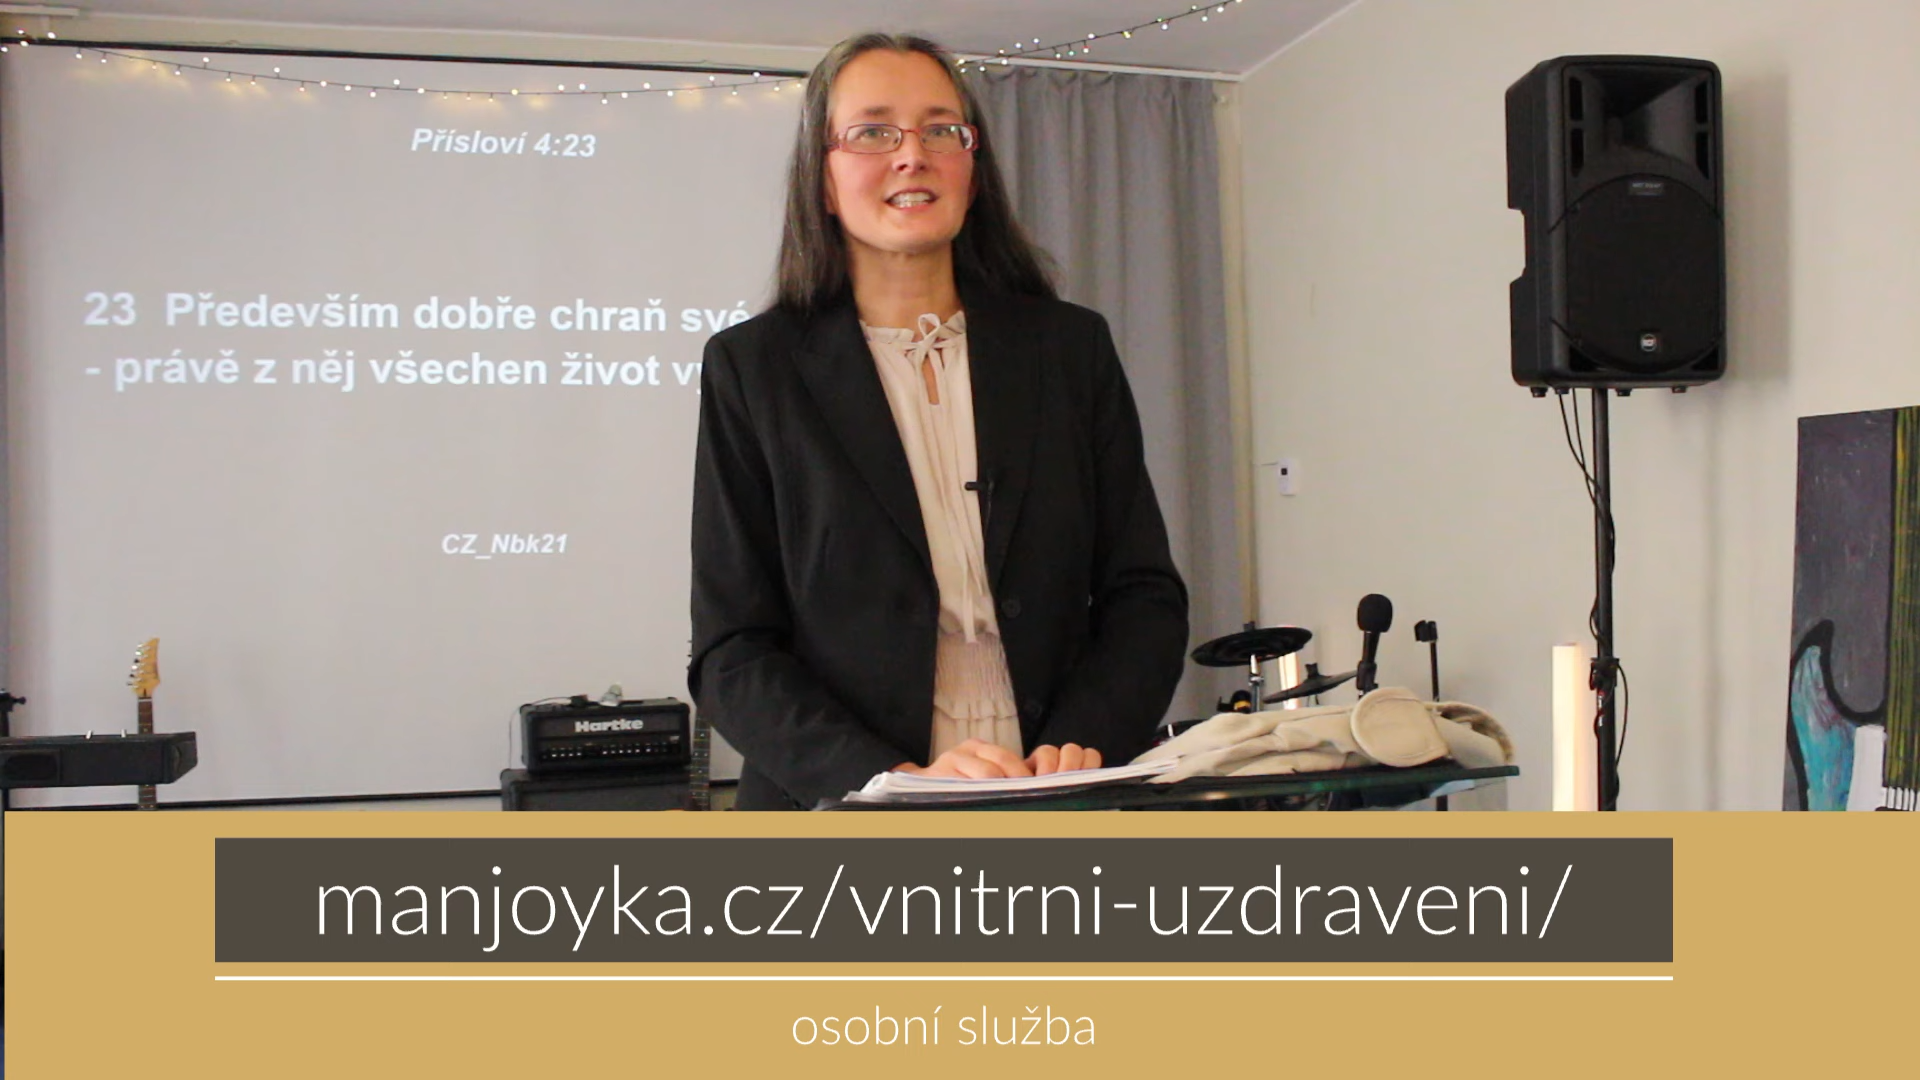 Přísloví 4:23
23 Především dobře chraň své
- právě z něj všechen život
CZ_Nbk21
Hartke
manjoyka.cz/vnitrni-uzdraveni/
osobní služba